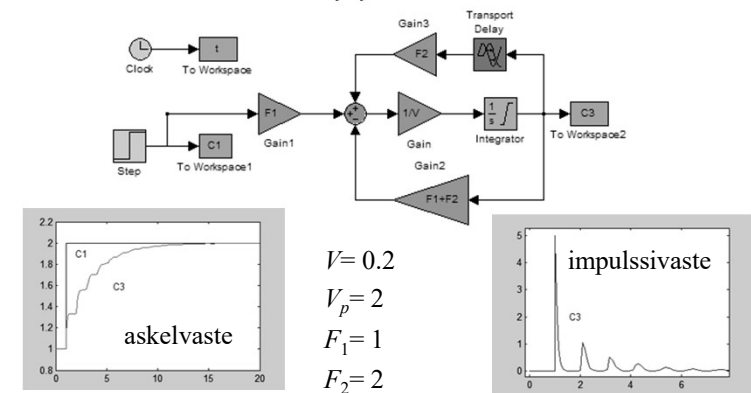 Gain3
Transport
Delay
F2
t
Clock
To Workspace
F1
1/V
1
s
C3
Gain1
Gain
Integrator
To Workspace2
C1
Step
To Workspace1
Gain2
F1+F2
2.2
2
1.8
1.6
1.4
1.2
1
0.8
C1
C3
askelvaste
0 5 10 15 20
V= 0.2
Vₚ= 2
F₁= 1
F₂= 2
5
4
3
2
1
0
impulssivaste
C3
0 2 4 6